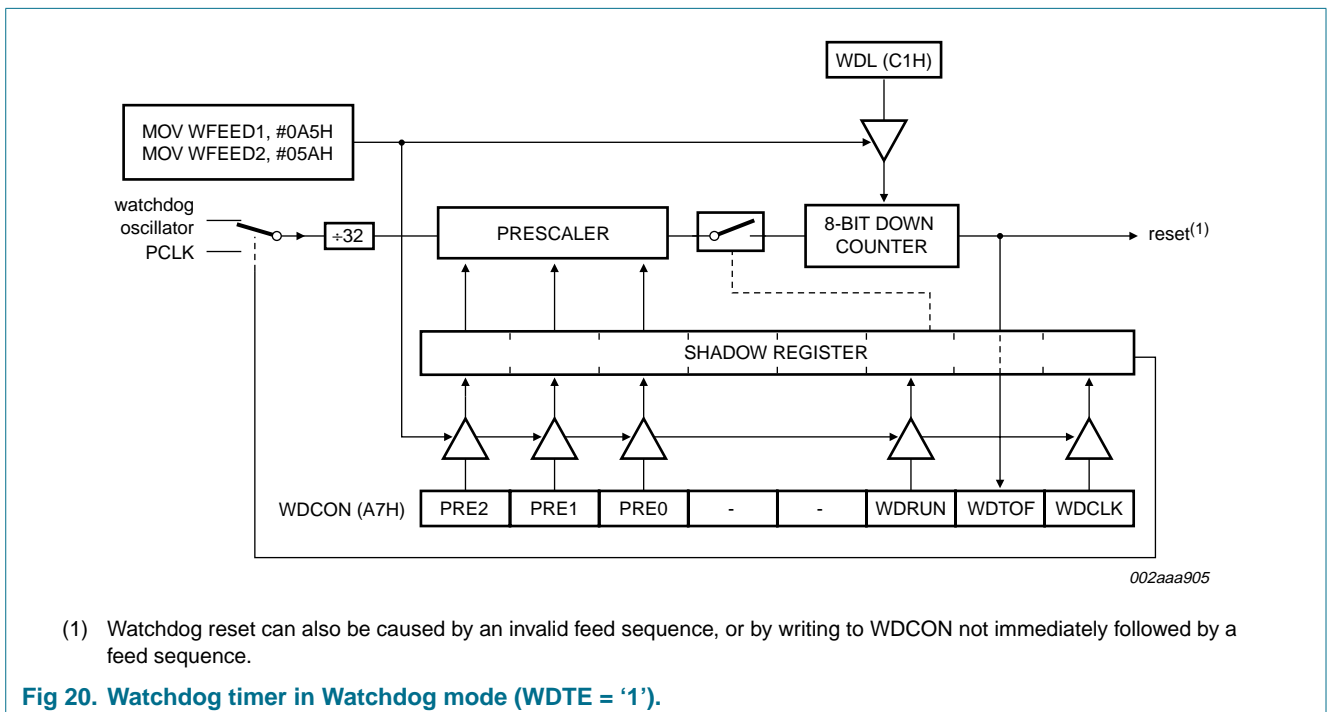 WDL (C1H)
MOV WFEED1, #0A5H
MOV WFEED2, #05AH
watchdog
oscillator
PCLK
÷32
PRESCALER
8-BIT DOWN
COUNTER
reset(1)
SHADOW REGISTER
WDCON (A7H)
PRE2
PRE1
PRE0
-
-
WDRUN
WDTOF
WDCLK
002aaa905
(1) Watchdog reset can also be caused by an invalid feed sequence, or by writing to WDCON not immediately followed by a
feed sequence.
Fig 20. Watchdog timer in Watchdog mode (WDTE = ‘1’).